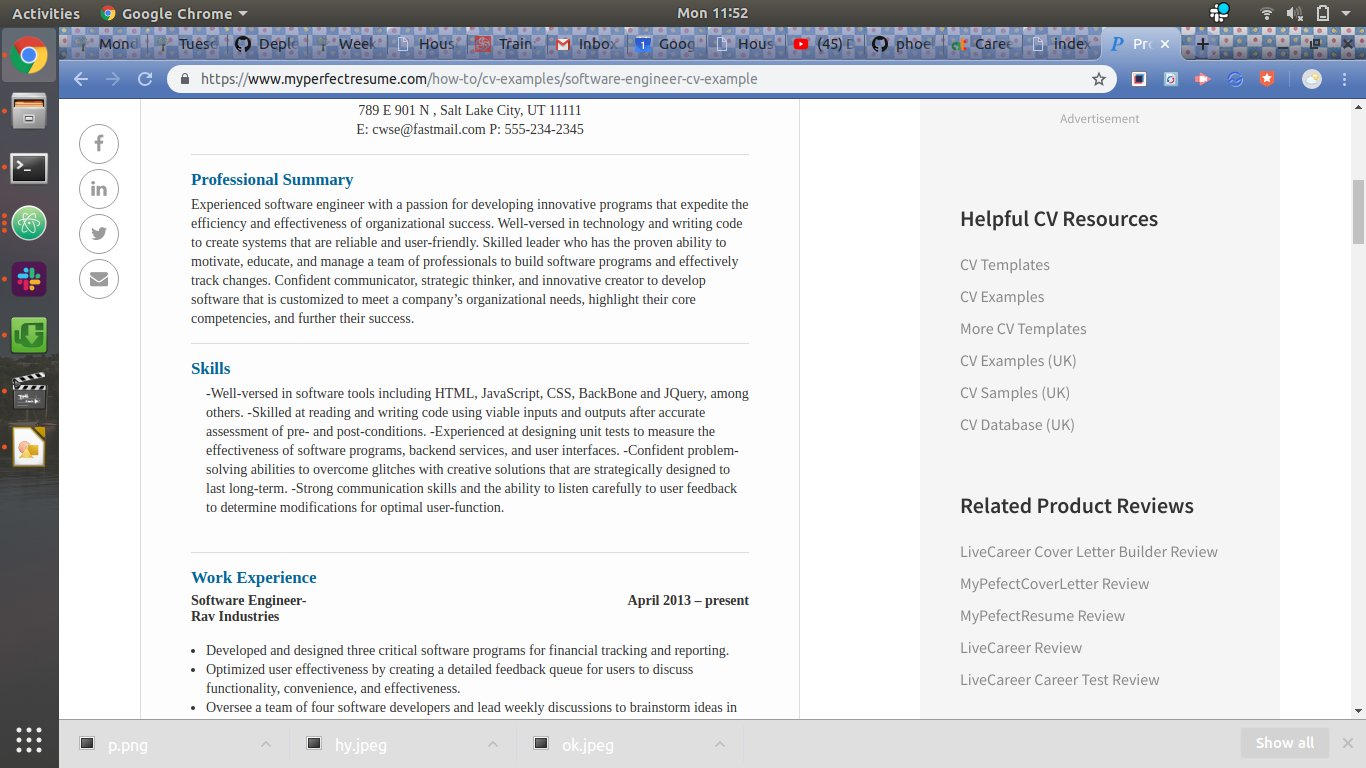 Activities Google Chrome Mon 11:52
Mond Tuesc Deplo Week Hous Train Inbox Goog Hous (45) D phoe Caree index Pro
https://www.myperfectresume.com/how-to/cv-examples/software-engineer-cv-example
789 E 901 N , Salt Lake City, UT 11111
E: cwse@fastmail.com P: 555-234-2345
Professional Summary
Experienced software engineer with a passion for developing innovative programs that expedite the
efficiency and effectiveness of organizational success. Well-versed in technology and writing code
to create systems that are reliable and user-friendly. Skilled leader who has the proven ability to
motivate, educate, and manage a team of professionals to build software programs and effectively
track changes. Confident communicator, strategic thinker, and innovative creator to develop
software that is customized to meet a company’s organizational needs, highlight their core
competencies, and further their success.
Skills
-Well-versed in software tools including HTML, JavaScript, CSS, BackBone and JQuery, among
others. -Skilled at reading and writing code using viable inputs and outputs after accurate
assessment of pre- and post-conditions. -Experienced at designing unit tests to measure the
effectiveness of software programs, backend services, and user interfaces. -Confident problem-
solving abilities to overcome glitches with creative solutions that are strategically designed to
last long-term. -Strong communication skills and the ability to listen carefully to user feedback
to determine modifications for optimal user-function.
Work Experience
Software Engineer- April 2013 – present
Rav Industries
• Developed and designed three critical software programs for financial tracking and reporting.
• Optimized user effectiveness by creating a detailed feedback queue for users to discuss
functionality, convenience, and effectiveness.
• Oversee a team of four software developers and lead weekly discussions to brainstorm ideas in
Advertisement
Helpful CV Resources
CV Templates
CV Examples
More CV Templates
CV Examples (UK)
CV Samples (UK)
CV Database (UK)
Related Product Reviews
LiveCareer Cover Letter Builder Review
MyPefectCoverLetter Review
MyPefectResume Review
LiveCareer Review
LiveCareer Career Test Review
p.png hy.jpeg ok.jpeg Show all